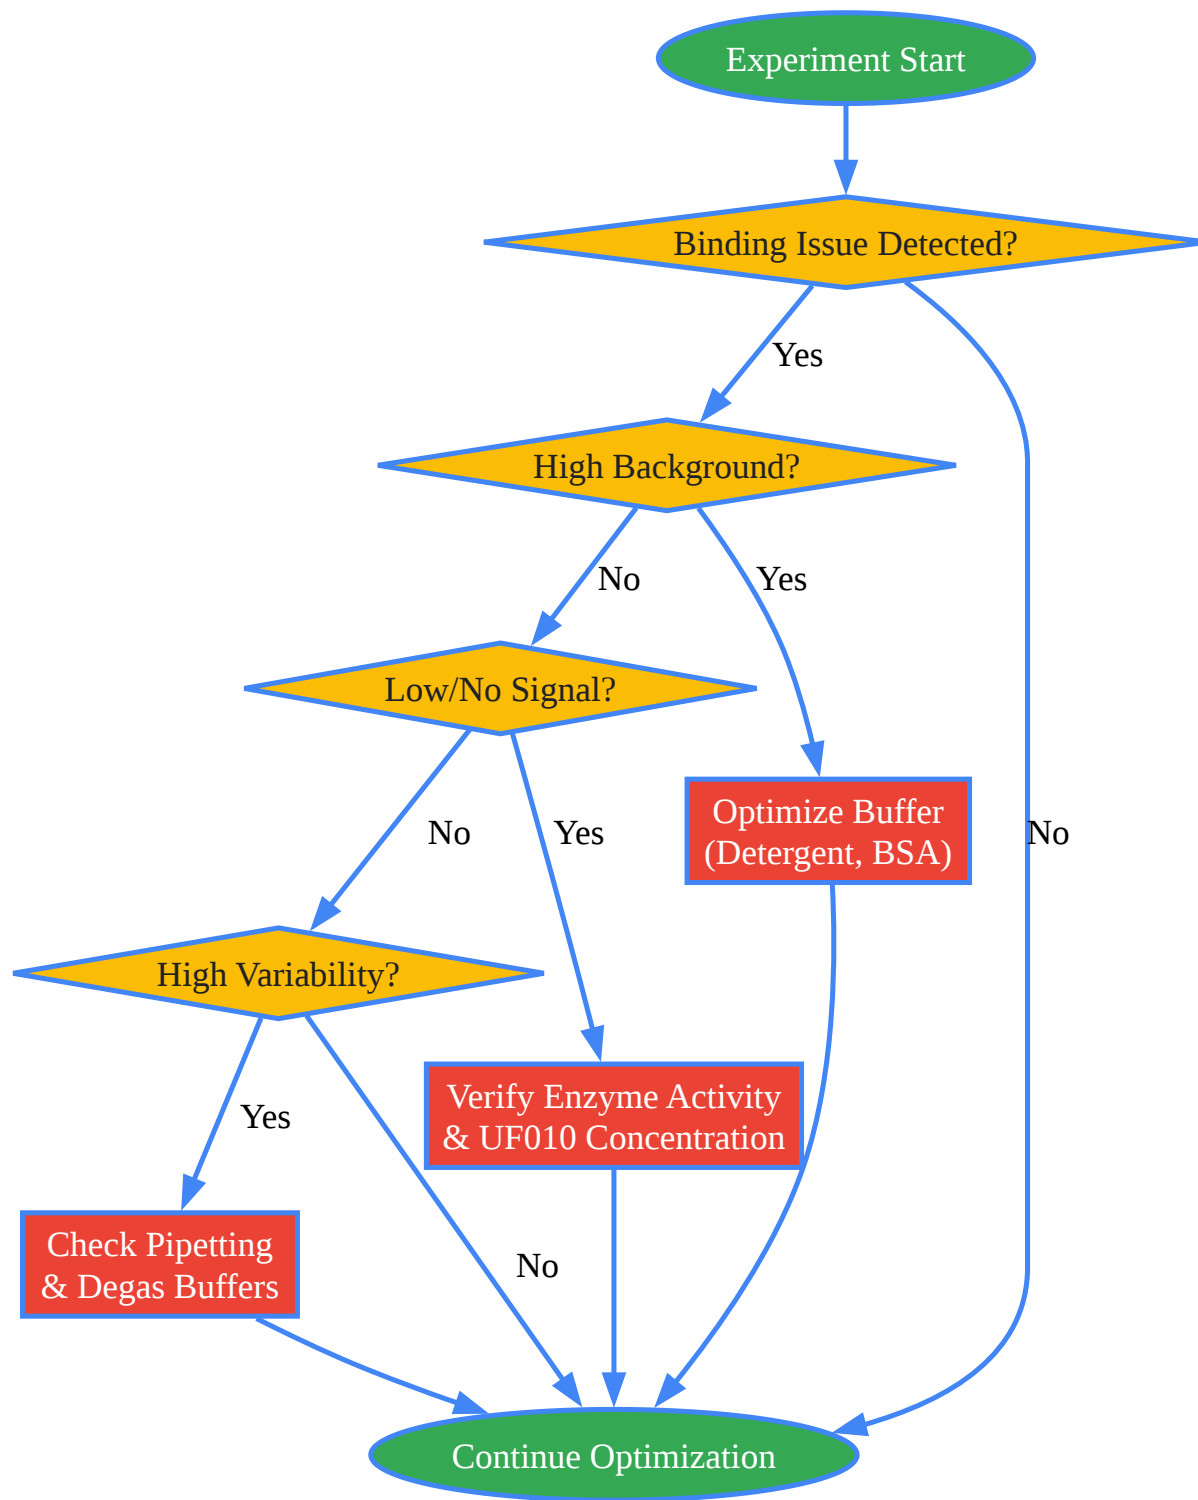 Experiment Start
Binding Issue Detected?
Yes
High Background?
No
Yes
Low/No Signal?
Optimize Buffer
(Detergent, BSA)
No
Yes
No
High Variability?
Verify Enzyme Activity
& UF010 Concentration
Yes
Check Pipetting
& Degas Buffers
No
Continue Optimization